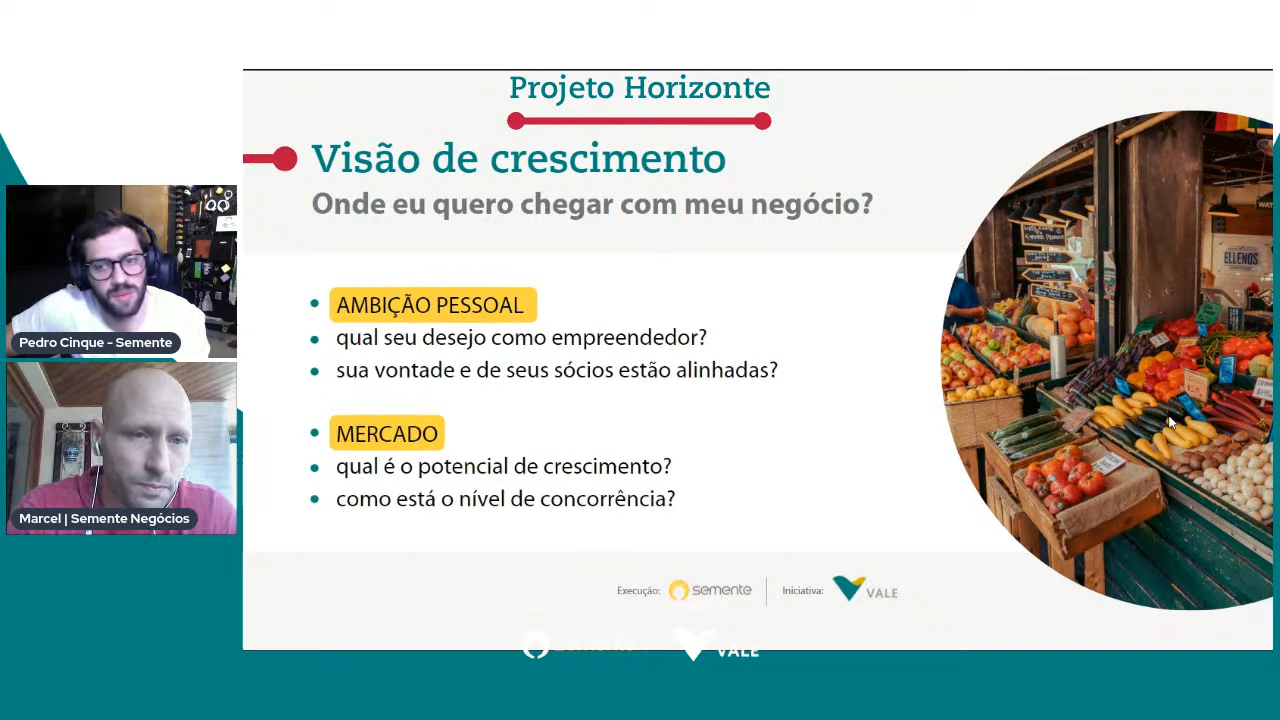 Projeto Horizonte
Visão de crescimento
Onde eu quero chegar com meu negócio?
AMBIÇÃO PESSOAL
qual seu desejo como empreendedor?
sua vontade e de seus sócios estão alinhadas?
MERCADO
qual é o potencial de crescimento?
como está o nível de concorrência?
Pedro Cinque - Semente
Marcel | Semente Negócios
ELLENOS
Execução: semente
Iniciativa: VALE
VALE